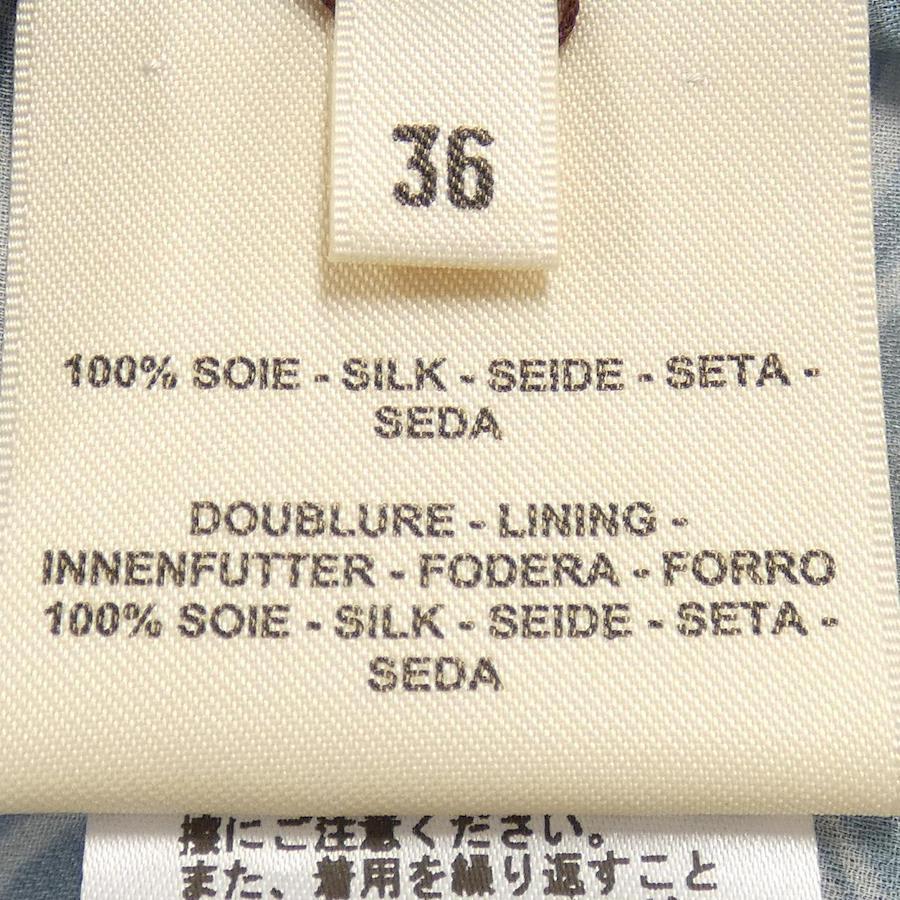 36
100% SOIE - SILK - SEIDE - SETA -
SEDA
DOUBLURE - LINING -
INNENFUTTER - FODERA - FORRO
100% SOIE - SILK - SEIDE - SETA -
SEDA
擦にご注意ください。
また、着用を繰り返すこと